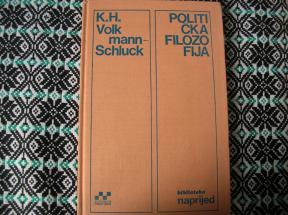 K.H.
Volk
mann-
Schluck
POLITI
ČKA
FILOZO
FIJA
biblioteka
naprijed